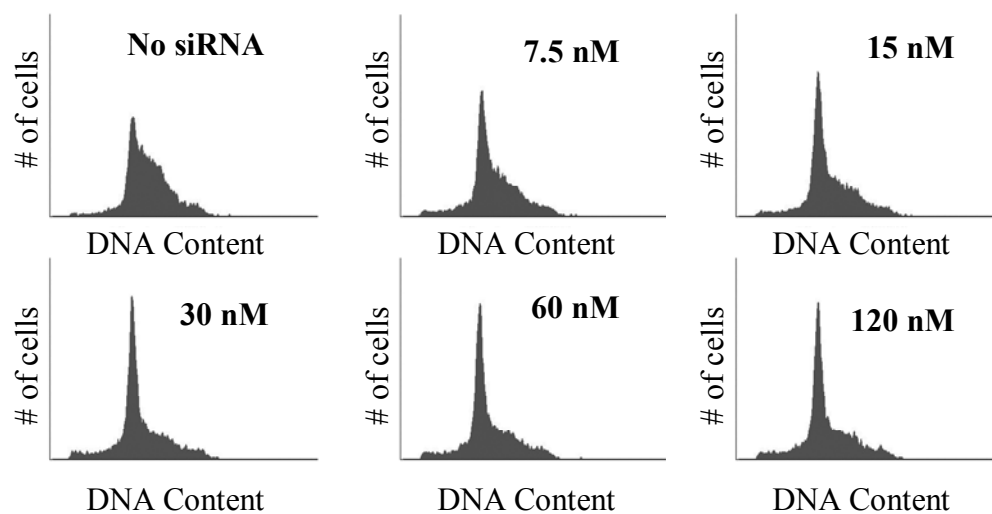 No siRNA
# of cells
DNA Content
7.5 nM
# of cells
DNA Content
15 nM
# of cells
DNA Content
30 nM
# of cells
DNA Content
60 nM
# of cells
DNA Content
120 nM
# of cells
DNA Content